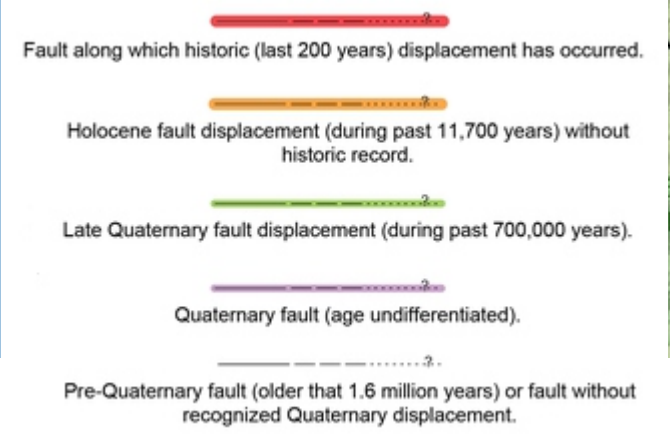 ?
Fault along which historic (last 200 years) displacement has occurred.
?
Holocene fault displacement (during past 11,700 years) without
historic record.
?
Late Quaternary fault displacement (during past 700,000 years).
?
Quaternary fault (age undifferentiated).
?
Pre-Quaternary fault (older that 1.6 million years) or fault without
recognized Quaternary displacement.